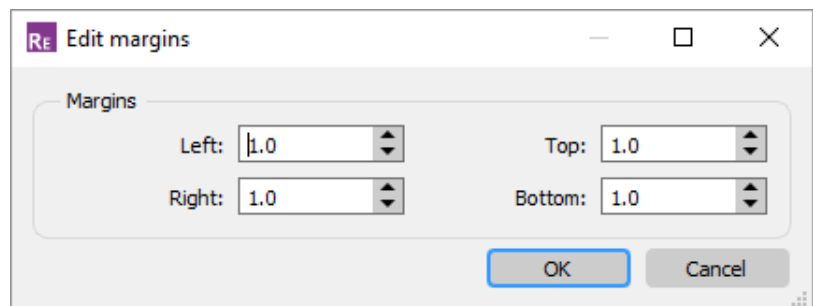 RE Edit margins
Margins
Left: 1.0 Top: 1.0
Right: 1.0 Bottom: 1.0
OK Cancel